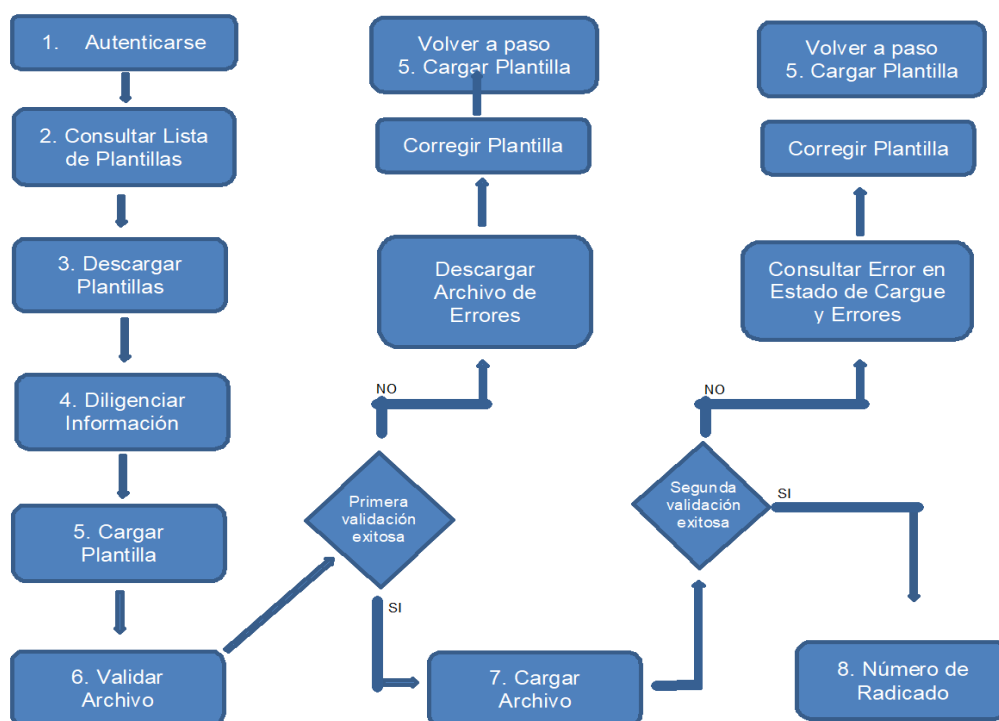 1. Autenticarse
2. Consultar Lista
de Plantillas
3. Descargar
Plantillas
4. Diligenciar
Información
5. Cargar
Plantilla
6. Validar
Archivo
Primera
validación
exitosa
NO
Descargar
Archivo de
Errores
Corregir Plantilla
Volver a paso
5. Cargar Plantilla
SI
7. Cargar
Archivo
Segunda
validación
exitosa
NO
Consultar Error en
Estado de Cargue
y Errores
Corregir Plantilla
Volver a paso
5. Cargar Plantilla
SI
8. Número de
Radicado